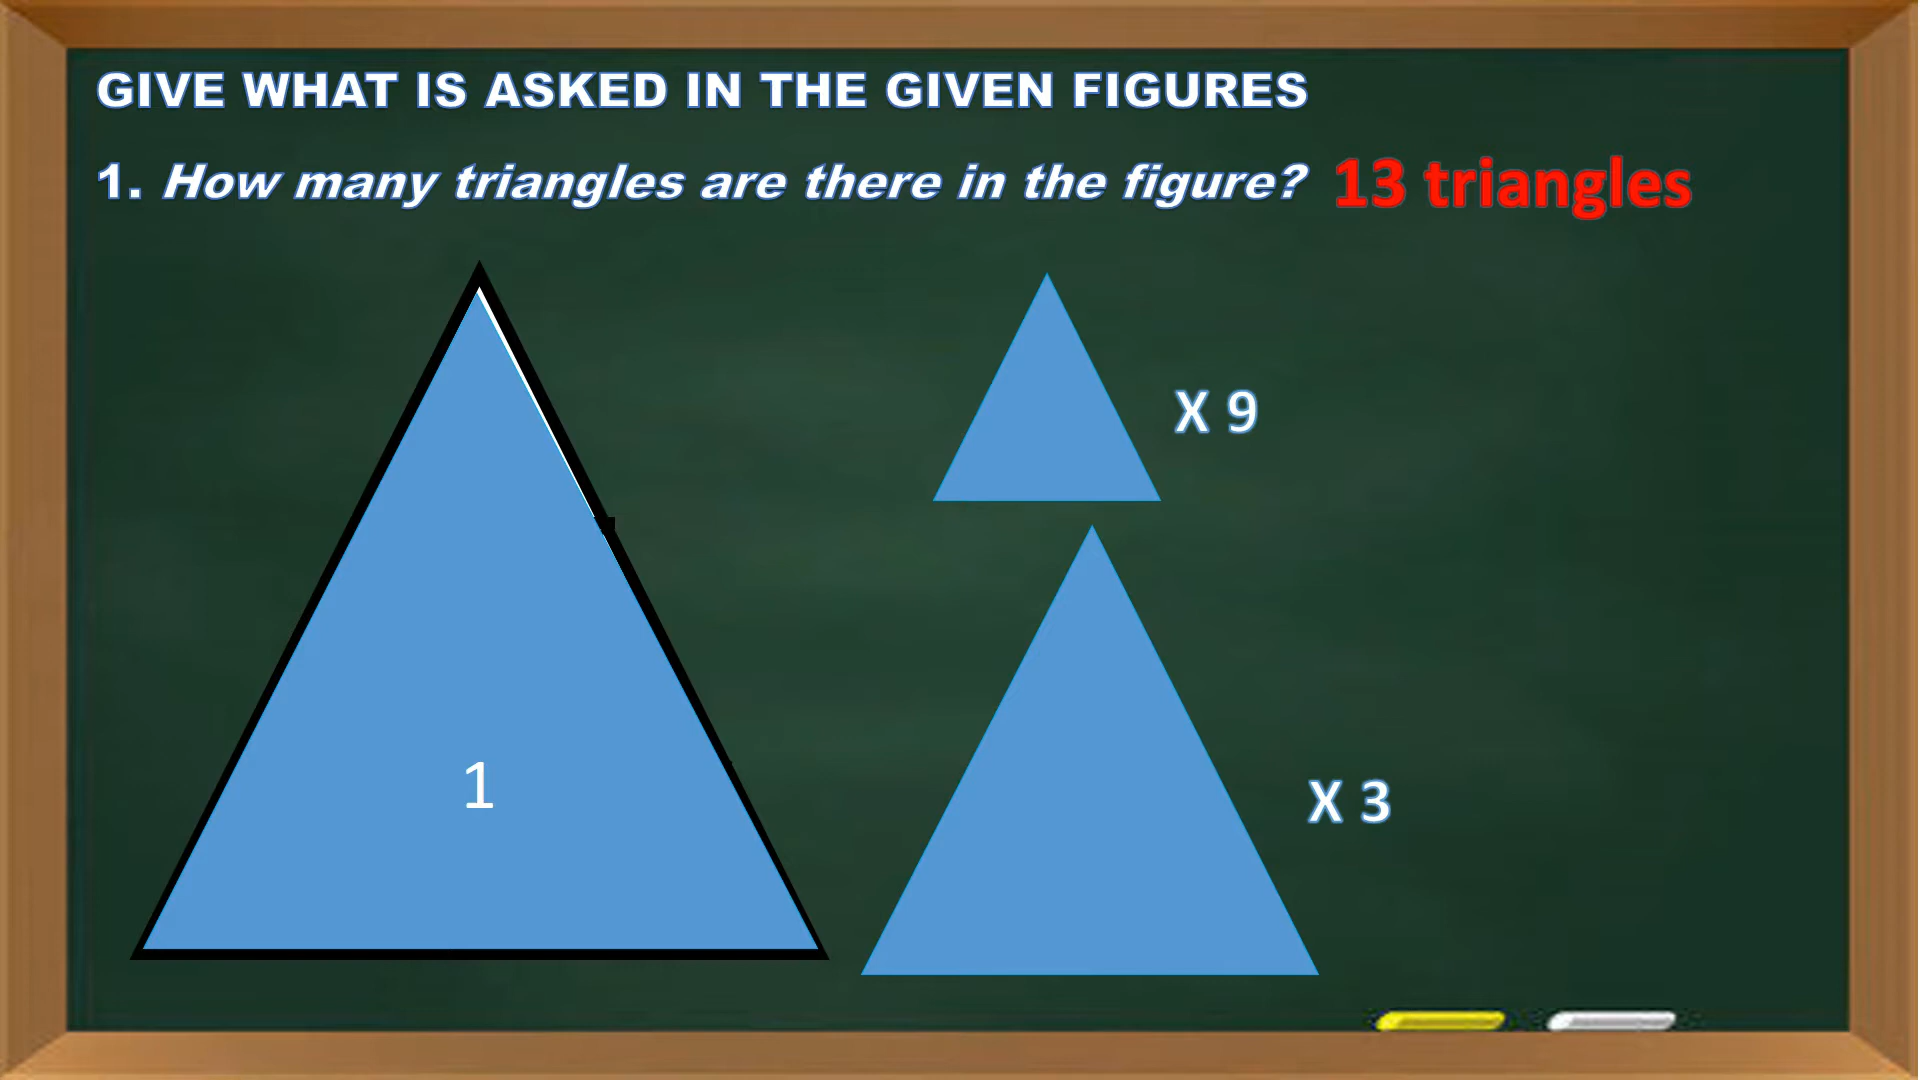 GIVE WHAT IS ASKED IN THE GIVEN FIGURES
1. How many triangles are there in the figure? 13 triangles
X 9
1
X 3